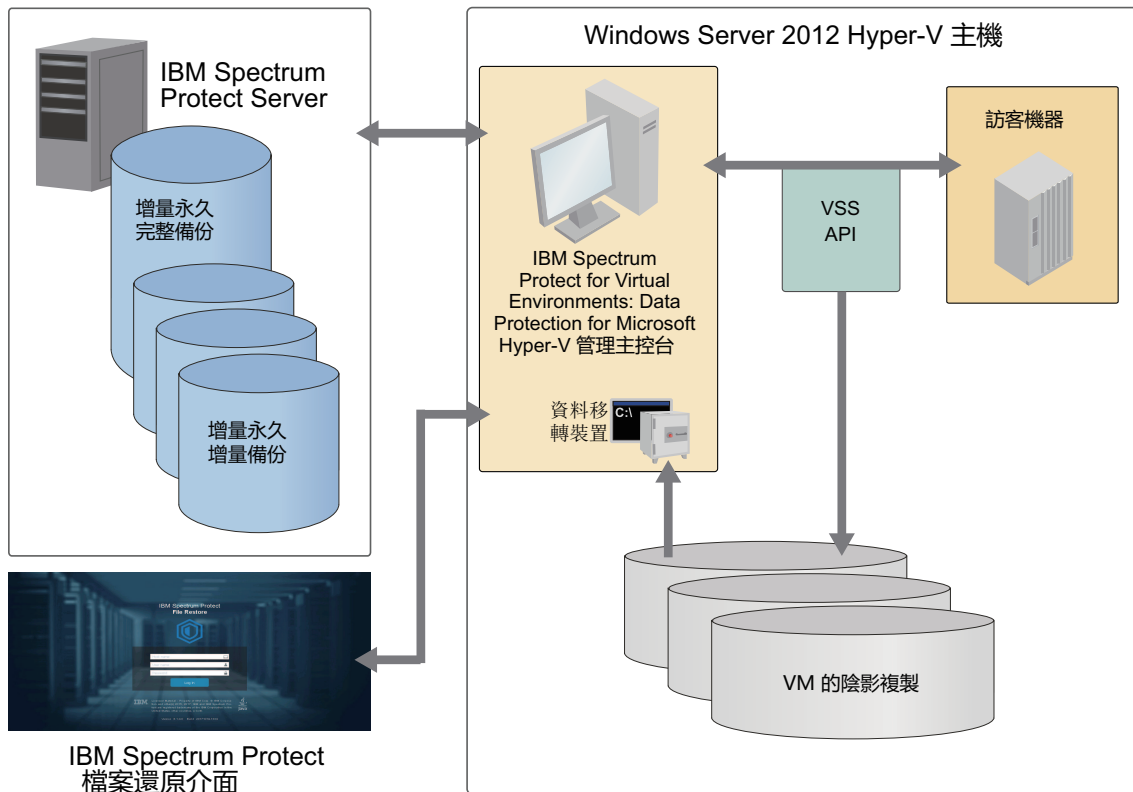 IBM Spectrum
Protect Server
增量永久
完整備份
增量永久
增量備份
IBM Spectrum Protect
File Restore
Log In
IBM
IBM Spectrum Protect
檔案還原介面
Windows Server 2012 Hyper-V 主機
IBM Spectrum
Protect for Virtual
Environments: Data
Protection for Microsoft
Hyper-V 管理主控台
資料移
轉裝置
C:\
VSS
API
訪客機器
VM 的陰影複製